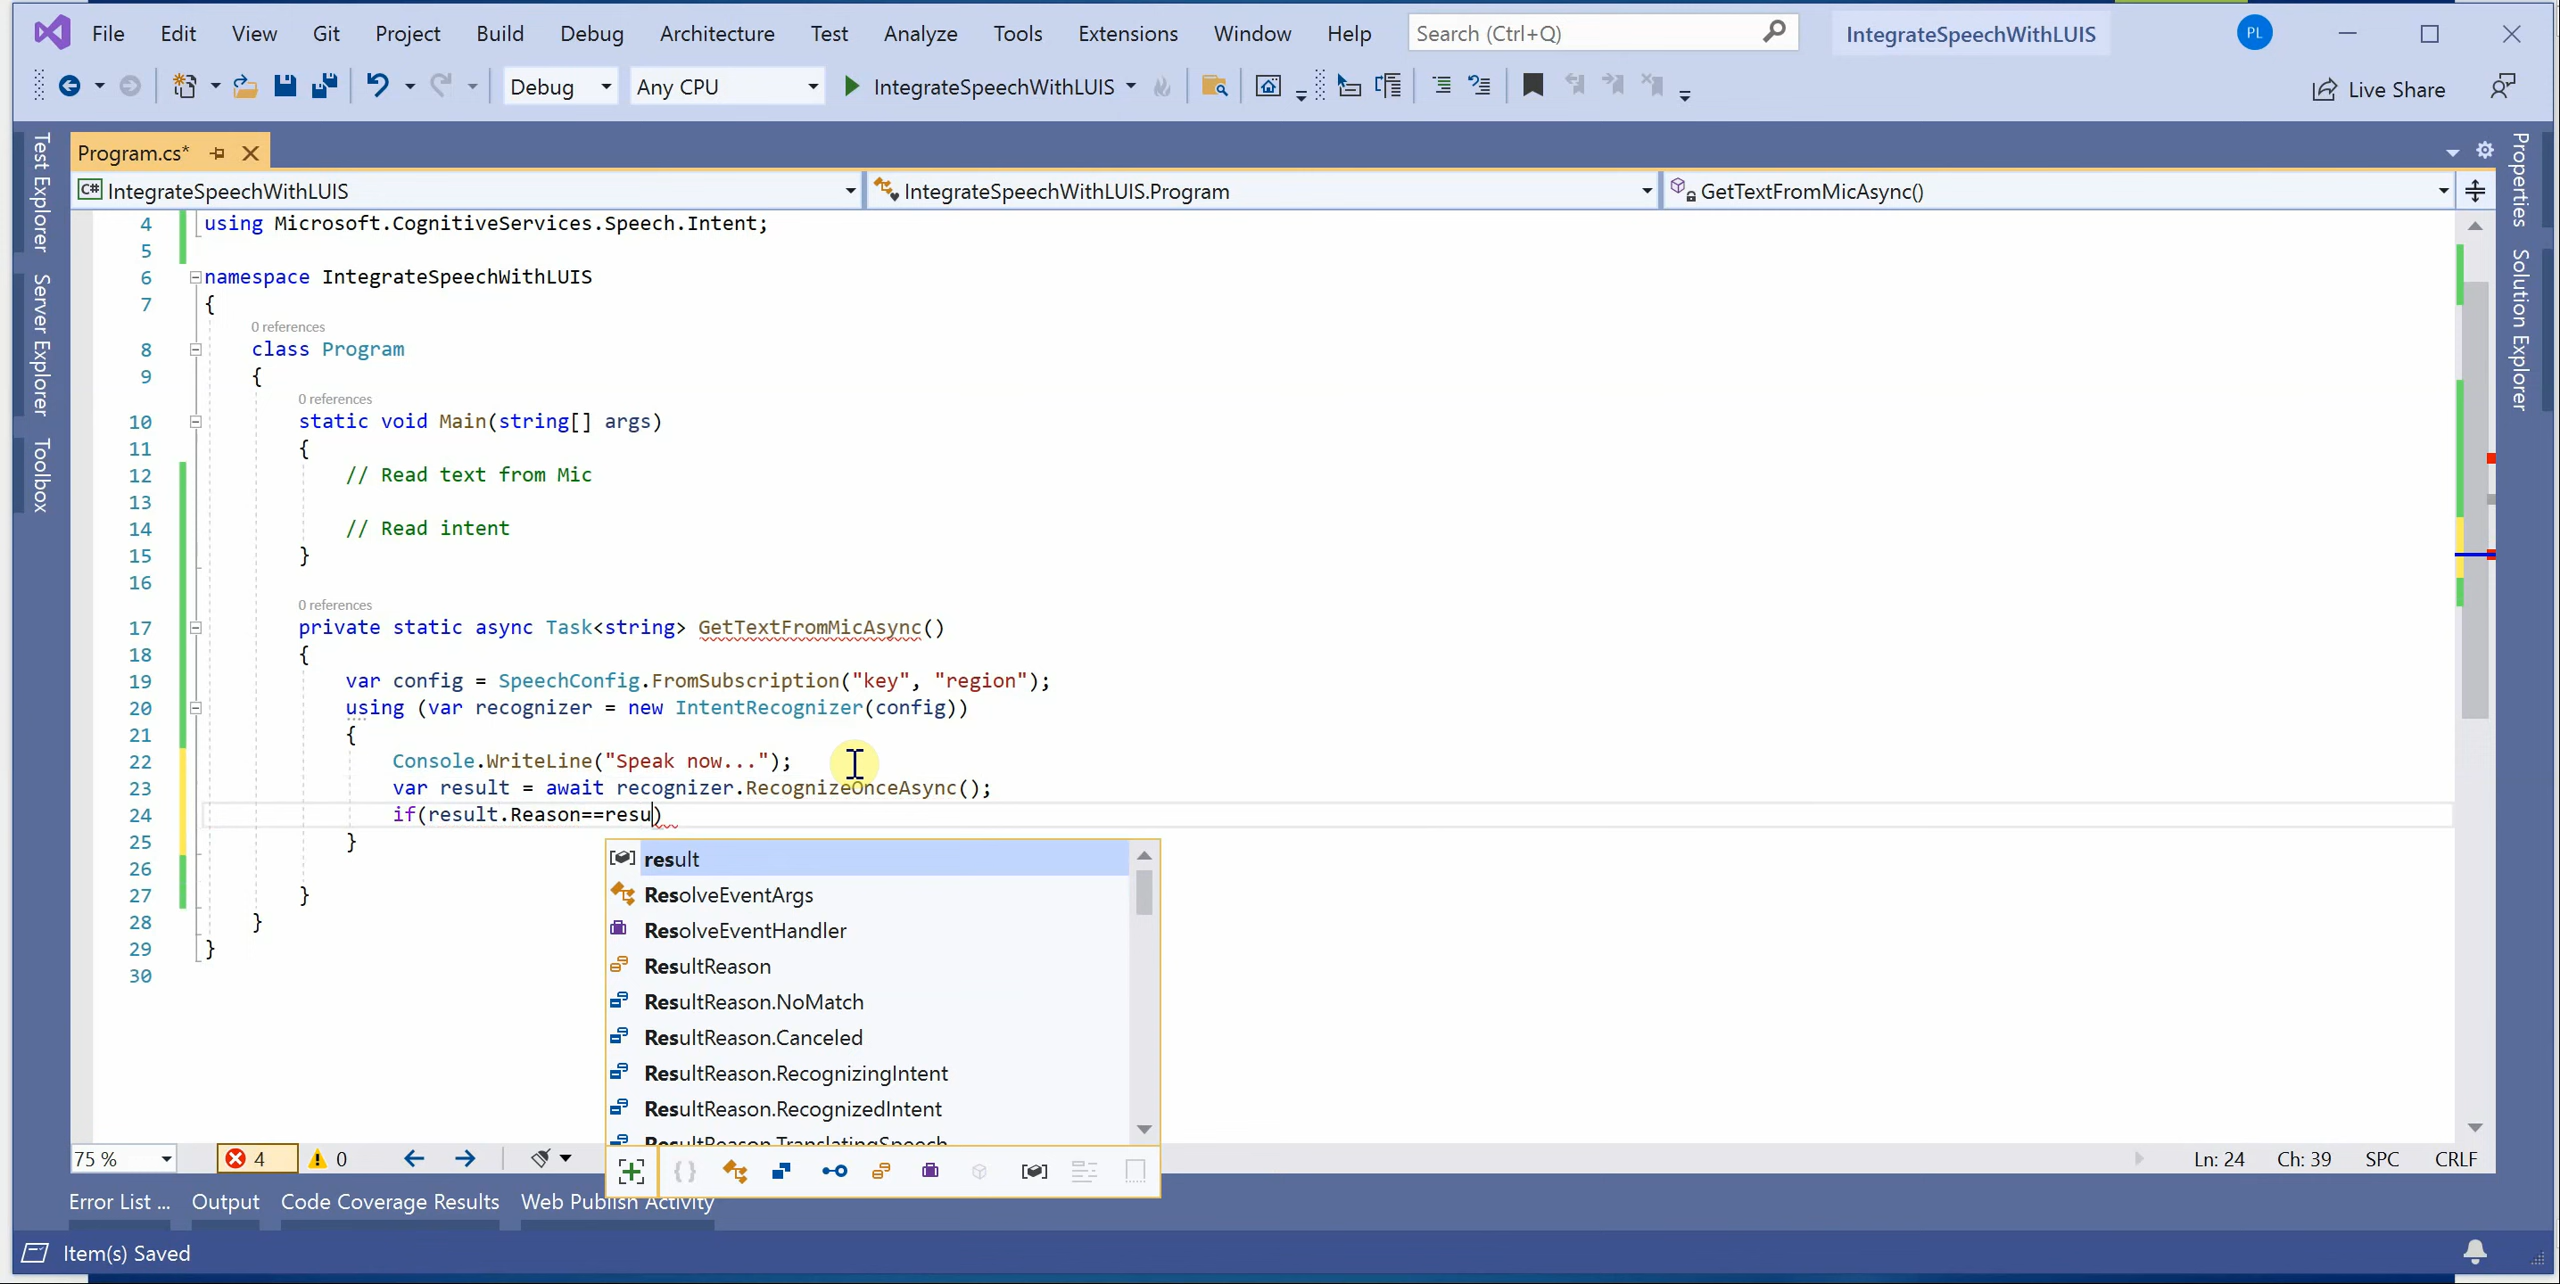 File Edit View Git Project Build Debug Architecture Test Analyze Tools Extensions Window Help Search (Ctrl+Q) IntegrateSpeechWithLUIS PL
Debug Any CPU IntegrateSpeechWithLUIS Live Share
Test Explorer
Server Explorer
Toolbox
Properties
Solution Explorer
Program.cs*
C# IntegrateSpeechWithLUIS IntegrateSpeechWithLUIS.Program GetTextFromMicAsync()
4 using Microsoft.CognitiveServices.Speech.Intent;
5
6 namespace IntegrateSpeechWithLUIS
7 {
0 references
8 class Program
9 {
0 references
10 static void Main(string[] args)
11 {
12 // Read text from Mic
13
14 // Read intent
15 }
16
0 references
17 private static async Task<string> GetTextFromMicAsync()
18 {
19 var config = SpeechConfig.FromSubscription("key", "region");
20 using (var recognizer = new IntentRecognizer(config))
21 {
22 Console.WriteLine("Speak now...");
23 var result = await recognizer.RecognizeOnceAsync();
24 if(result.Reason==resu)
25 }
26
27 }
28 }
29 }
30
result
ResolveEventArgs
ResolveEventHandler
ResultReason
ResultReason.NoMatch
ResultReason.Canceled
ResultReason.RecognizingIntent
ResultReason.RecognizedIntent
ResultReason.TranslatingSpeech
75 % 4 0 Ln: 24 Ch: 39 SPC CRLF
Error List ... Output Code Coverage Results Web Publish Activity
Item(s) Saved